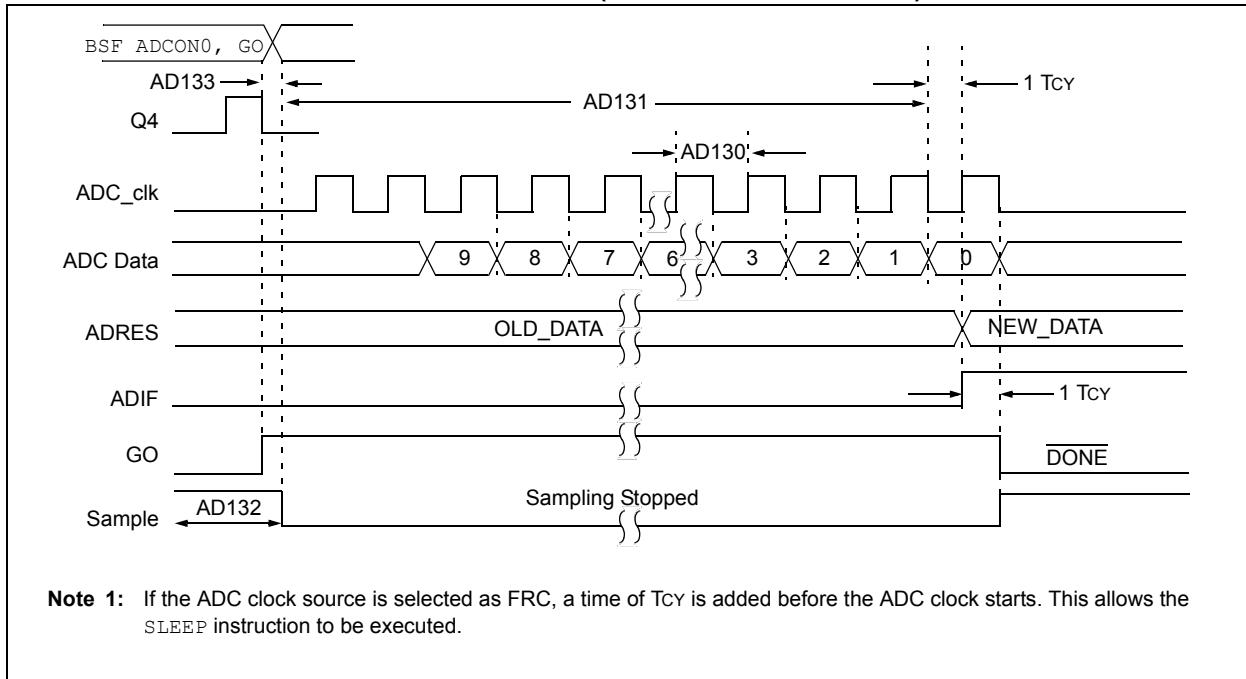 BSF ADCON0, GO
AD133
1 TCY
AD131
Q4
AD130
ADC_clk
ADC Data
9 8 7 6 3 2 1 0
ADRES
OLD_DATA
NEW_DATA
ADIF
1 TCY
GO
DONE
Sampling Stopped
AD132
Sample
Note 1: If the ADC clock source is selected as FRC, a time of TCY is added before the ADC clock starts. This allows the
SLEEP instruction to be executed.